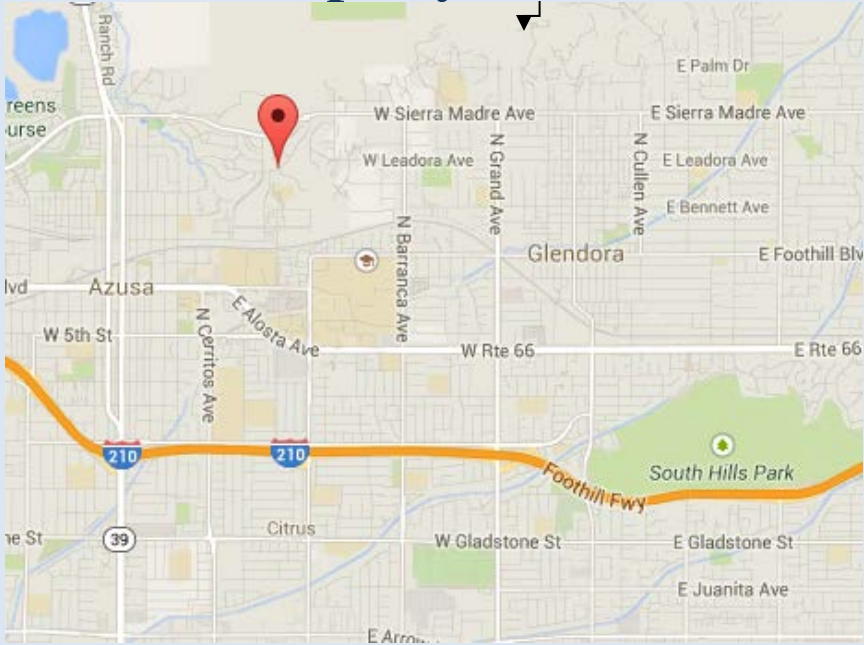 Ranch Rd
E Palm Dr
reens
urse
W Sierra Madre Ave
E Sierra Madre Ave
W Leadora Ave
N Grand Ave
N Cullen Ave
E Leadora Ave
E Bennett Ave
N Barranca Ave
Glendora
E Foothill Blv
lvd
Azusa
E Alosta Ave
W 5th St
N Cerritos Ave
W Rte 66
E Rte 66
210
210
South Hills Park
Foothill Fwy
Citrus
ne St
39
W Gladstone St
E Gladstone St
E Juanita Ave